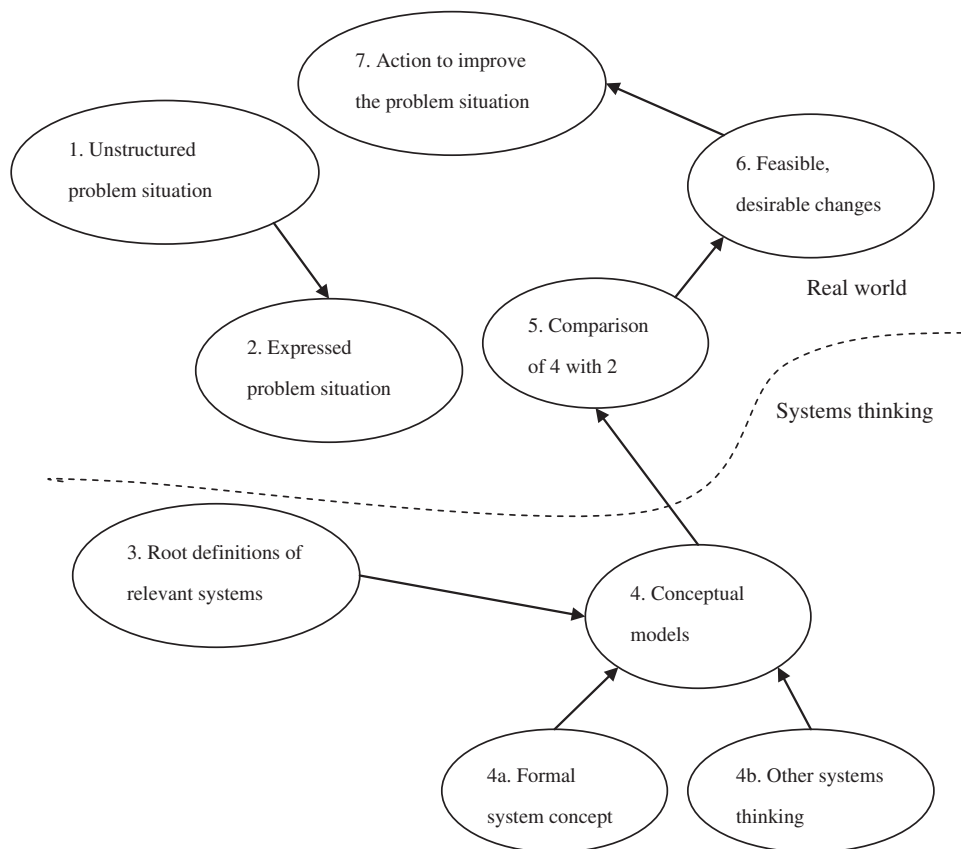 7. Action to improve
the problem situation
1. Unstructured
problem situation
6. Feasible,
desirable changes
Real world
2. Expressed
problem situation
5. Comparison
of 4 with 2
Systems thinking
3. Root definitions of
relevant systems
4. Conceptual
models
4a. Formal
system concept
4b. Other systems
thinking